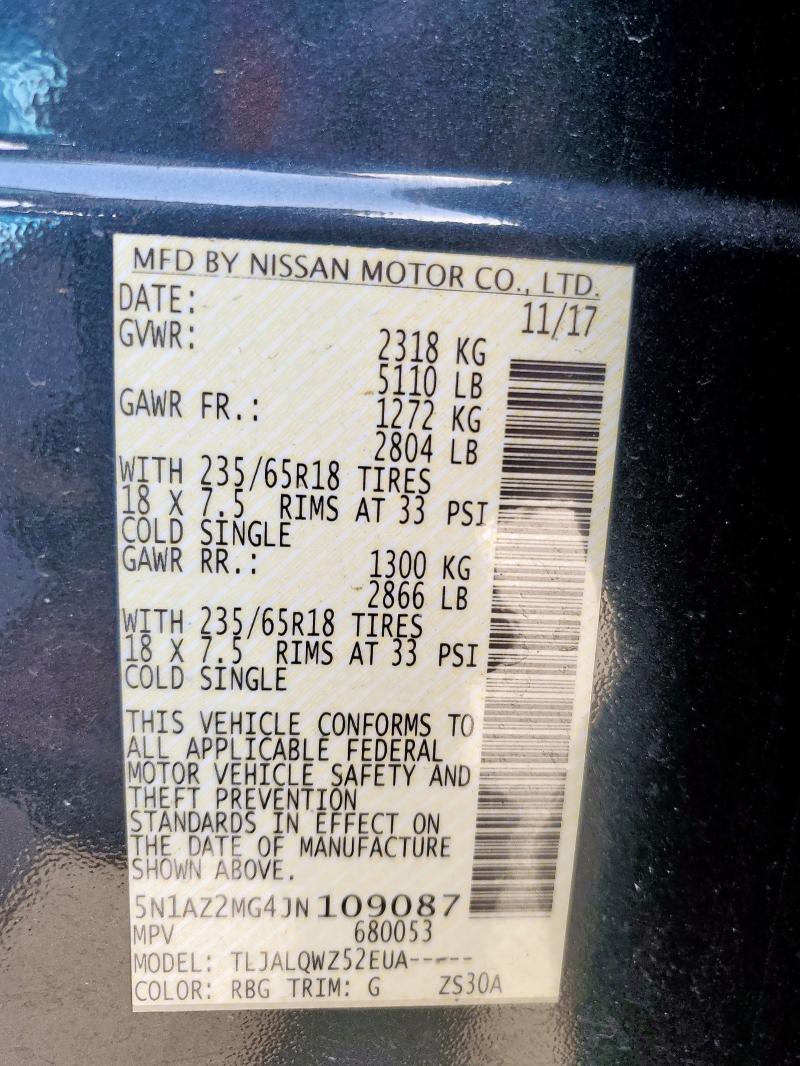 MFD BY NISSAN MOTOR CO., LTD.
DATE: 11/17
GVWR: 2318 KG
5110 LB
GAWR FR.: 1272 KG
2804 LB
WITH 235/65R18 TIRES
18 X 7.5 RIMS AT 33 PSI
COLD SINGLE
GAWR RR.: 1300 KG
2866 LB
WITH 235/65R18 TIRES
18 X 7.5 RIMS AT 33 PSI
COLD SINGLE
THIS VEHICLE CONFORMS TO
ALL APPLICABLE FEDERAL
MOTOR VEHICLE SAFETY AND
THEFT PREVENTION
STANDARDS IN EFFECT ON
THE DATE OF MANUFACTURE
SHOWN ABOVE.
5N1AZ2MG4JN109087
MPV 680053
MODEL: TLJALQWZ52EUA-----
COLOR: RBG TRIM: G ZS30A